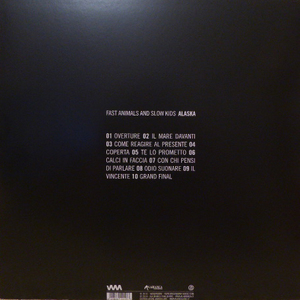 FAST ANIMALS AND SLOW KIDS ALASKA
01 OVERTURE 02 IL MARE DAVANTI
03 COME REAGIRE AL PRESENTE 04
COPERTA 05 TE LO PROMETTO 06
CALCI IN FACCIA 07 CON CHI PENSI
DI PARLARE 08 ODIO SUONARE 09 IL
VINCENTE 10 GRAND FINAL